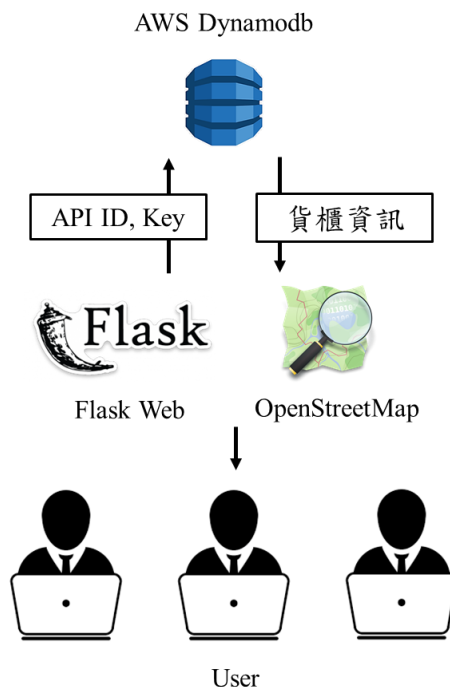 AWS Dynamodb
API ID, Key
貨櫃資訊
Flask
Flask Web
OpenStreetMap
User